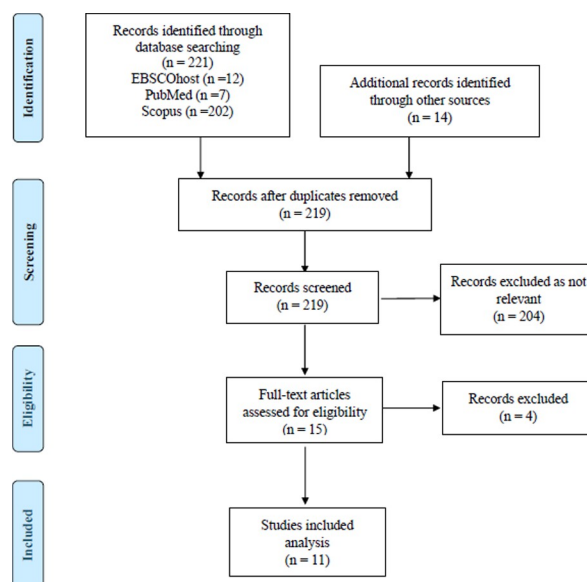 Identification
Records identified through
database searching
(n = 221)
EBSCOhost (n =12)
PubMed (n =7)
Scopus (n =202)
Additional records identified
through other sources
(n = 14)
Screening
Records after duplicates removed
(n = 219)
Records screened
(n = 219)
Records excluded as not
relevant
(n = 204)
Eligibility
Full-text articles
assessed for eligibility
(n = 15)
Records excluded
(n = 4)
Included
Studies included
analysis
(n = 11)